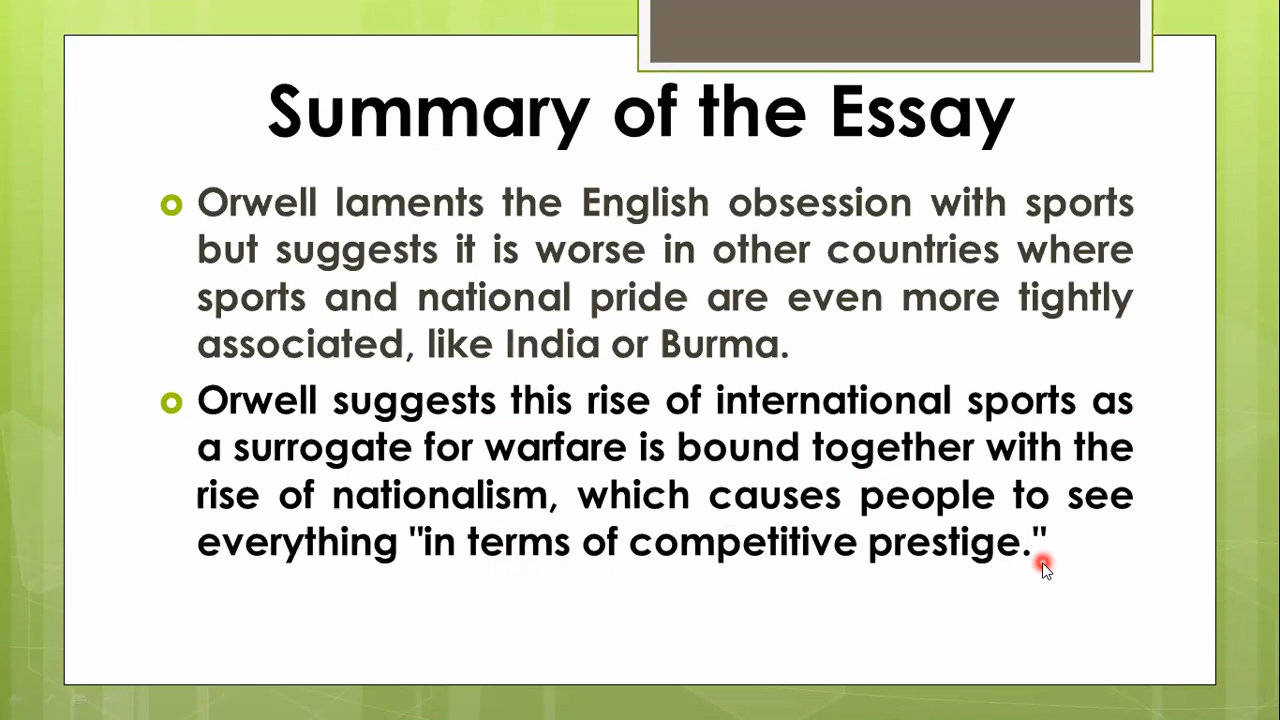 Summary of the Essay
Orwell laments the English obsession with sports
but suggests it is worse in other countries where
sports and national pride are even more tightly
associated, like India or Burma.
Orwell suggests this rise of international sports as
a surrogate for warfare is bound together with the
rise of nationalism, which causes people to see
everything "in terms of competitive prestige."